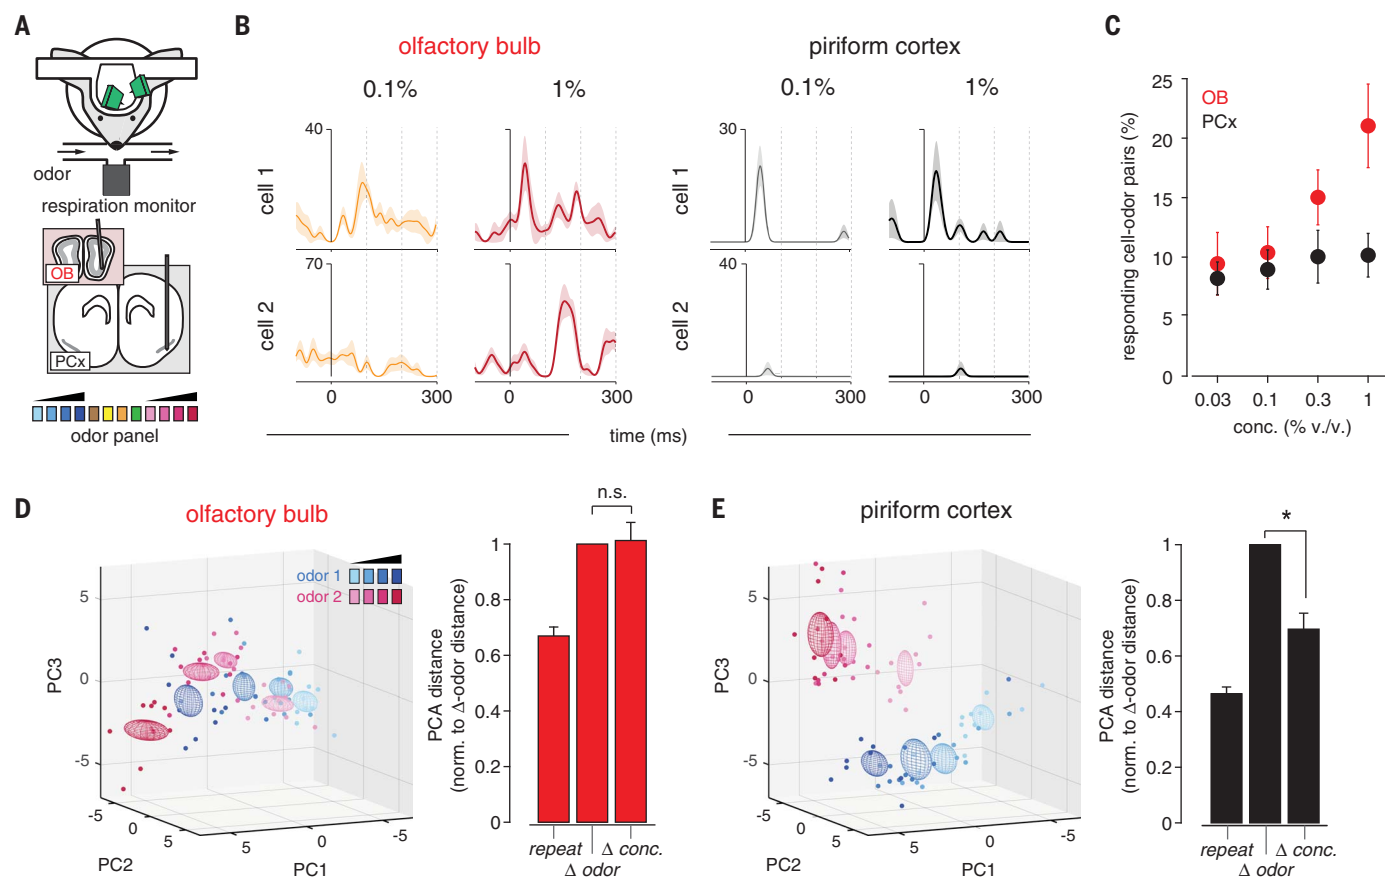 A
odor
respiration monitor
OB
PCx
odor panel
B
olfactory bulb
piriform cortex
0.1%
1%
0.1%
1%
40
30
cell 1
cell 1
0
0
70
40
cell 2
cell 2
0
0
0
300
0
300
0
300
0
300
time (ms)
C
25
20
15
10
5
0
OB
PCx
responding cell-odor pairs (%)
0.03
0.1
0.3
1
conc. (% v./v.)
D
olfactory bulb
odor 1
odor 2
5
0
-5
PC3
-5
0
5
PC2
5
0
-5
PC1
n.s.
1
0.8
0.6
0.4
0.2
0
PCA distance
(norm. to Δ-odor distance)
repeat
Δ conc.
Δ odor
E
piriform cortex
5
0
-5
PC3
-5
0
5
PC2
5
0
-5
PC1
*
1
0.8
0.6
0.4
0.2
0
PCA distance
(norm. to Δ-odor distance)
repeat
Δ conc.
Δ odor